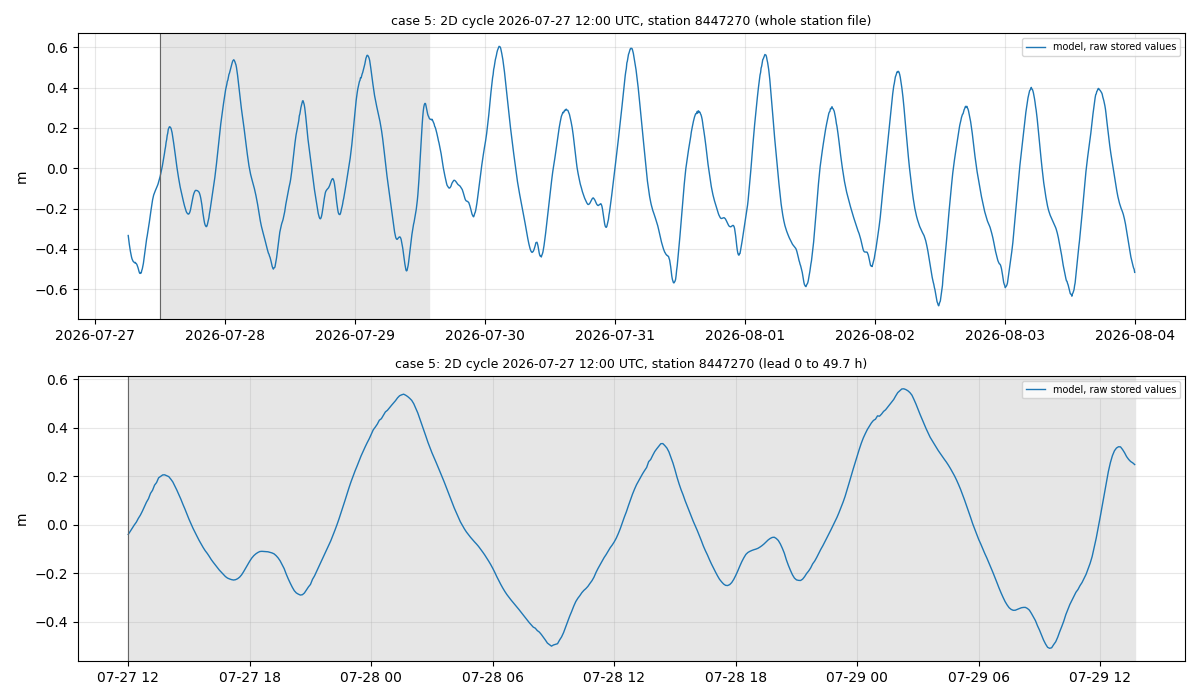 case 5: 2D cycle 2026-07-27 12:00 UTC, station 8447270 (whole station file)
model, raw stored values
m
0.6
0.4
0.2
0.0
−0.2
−0.4
−0.6
2026-07-27 2026-07-28 2026-07-29 2026-07-30 2026-07-31 2026-08-01 2026-08-02 2026-08-03 2026-08-04
case 5: 2D cycle 2026-07-27 12:00 UTC, station 8447270 (lead 0 to 49.7 h)
model, raw stored values
m
0.6
0.4
0.2
0.0
−0.2
−0.4
07-27 12 07-27 18 07-28 00 07-28 06 07-28 12 07-28 18 07-29 00 07-29 06 07-29 12